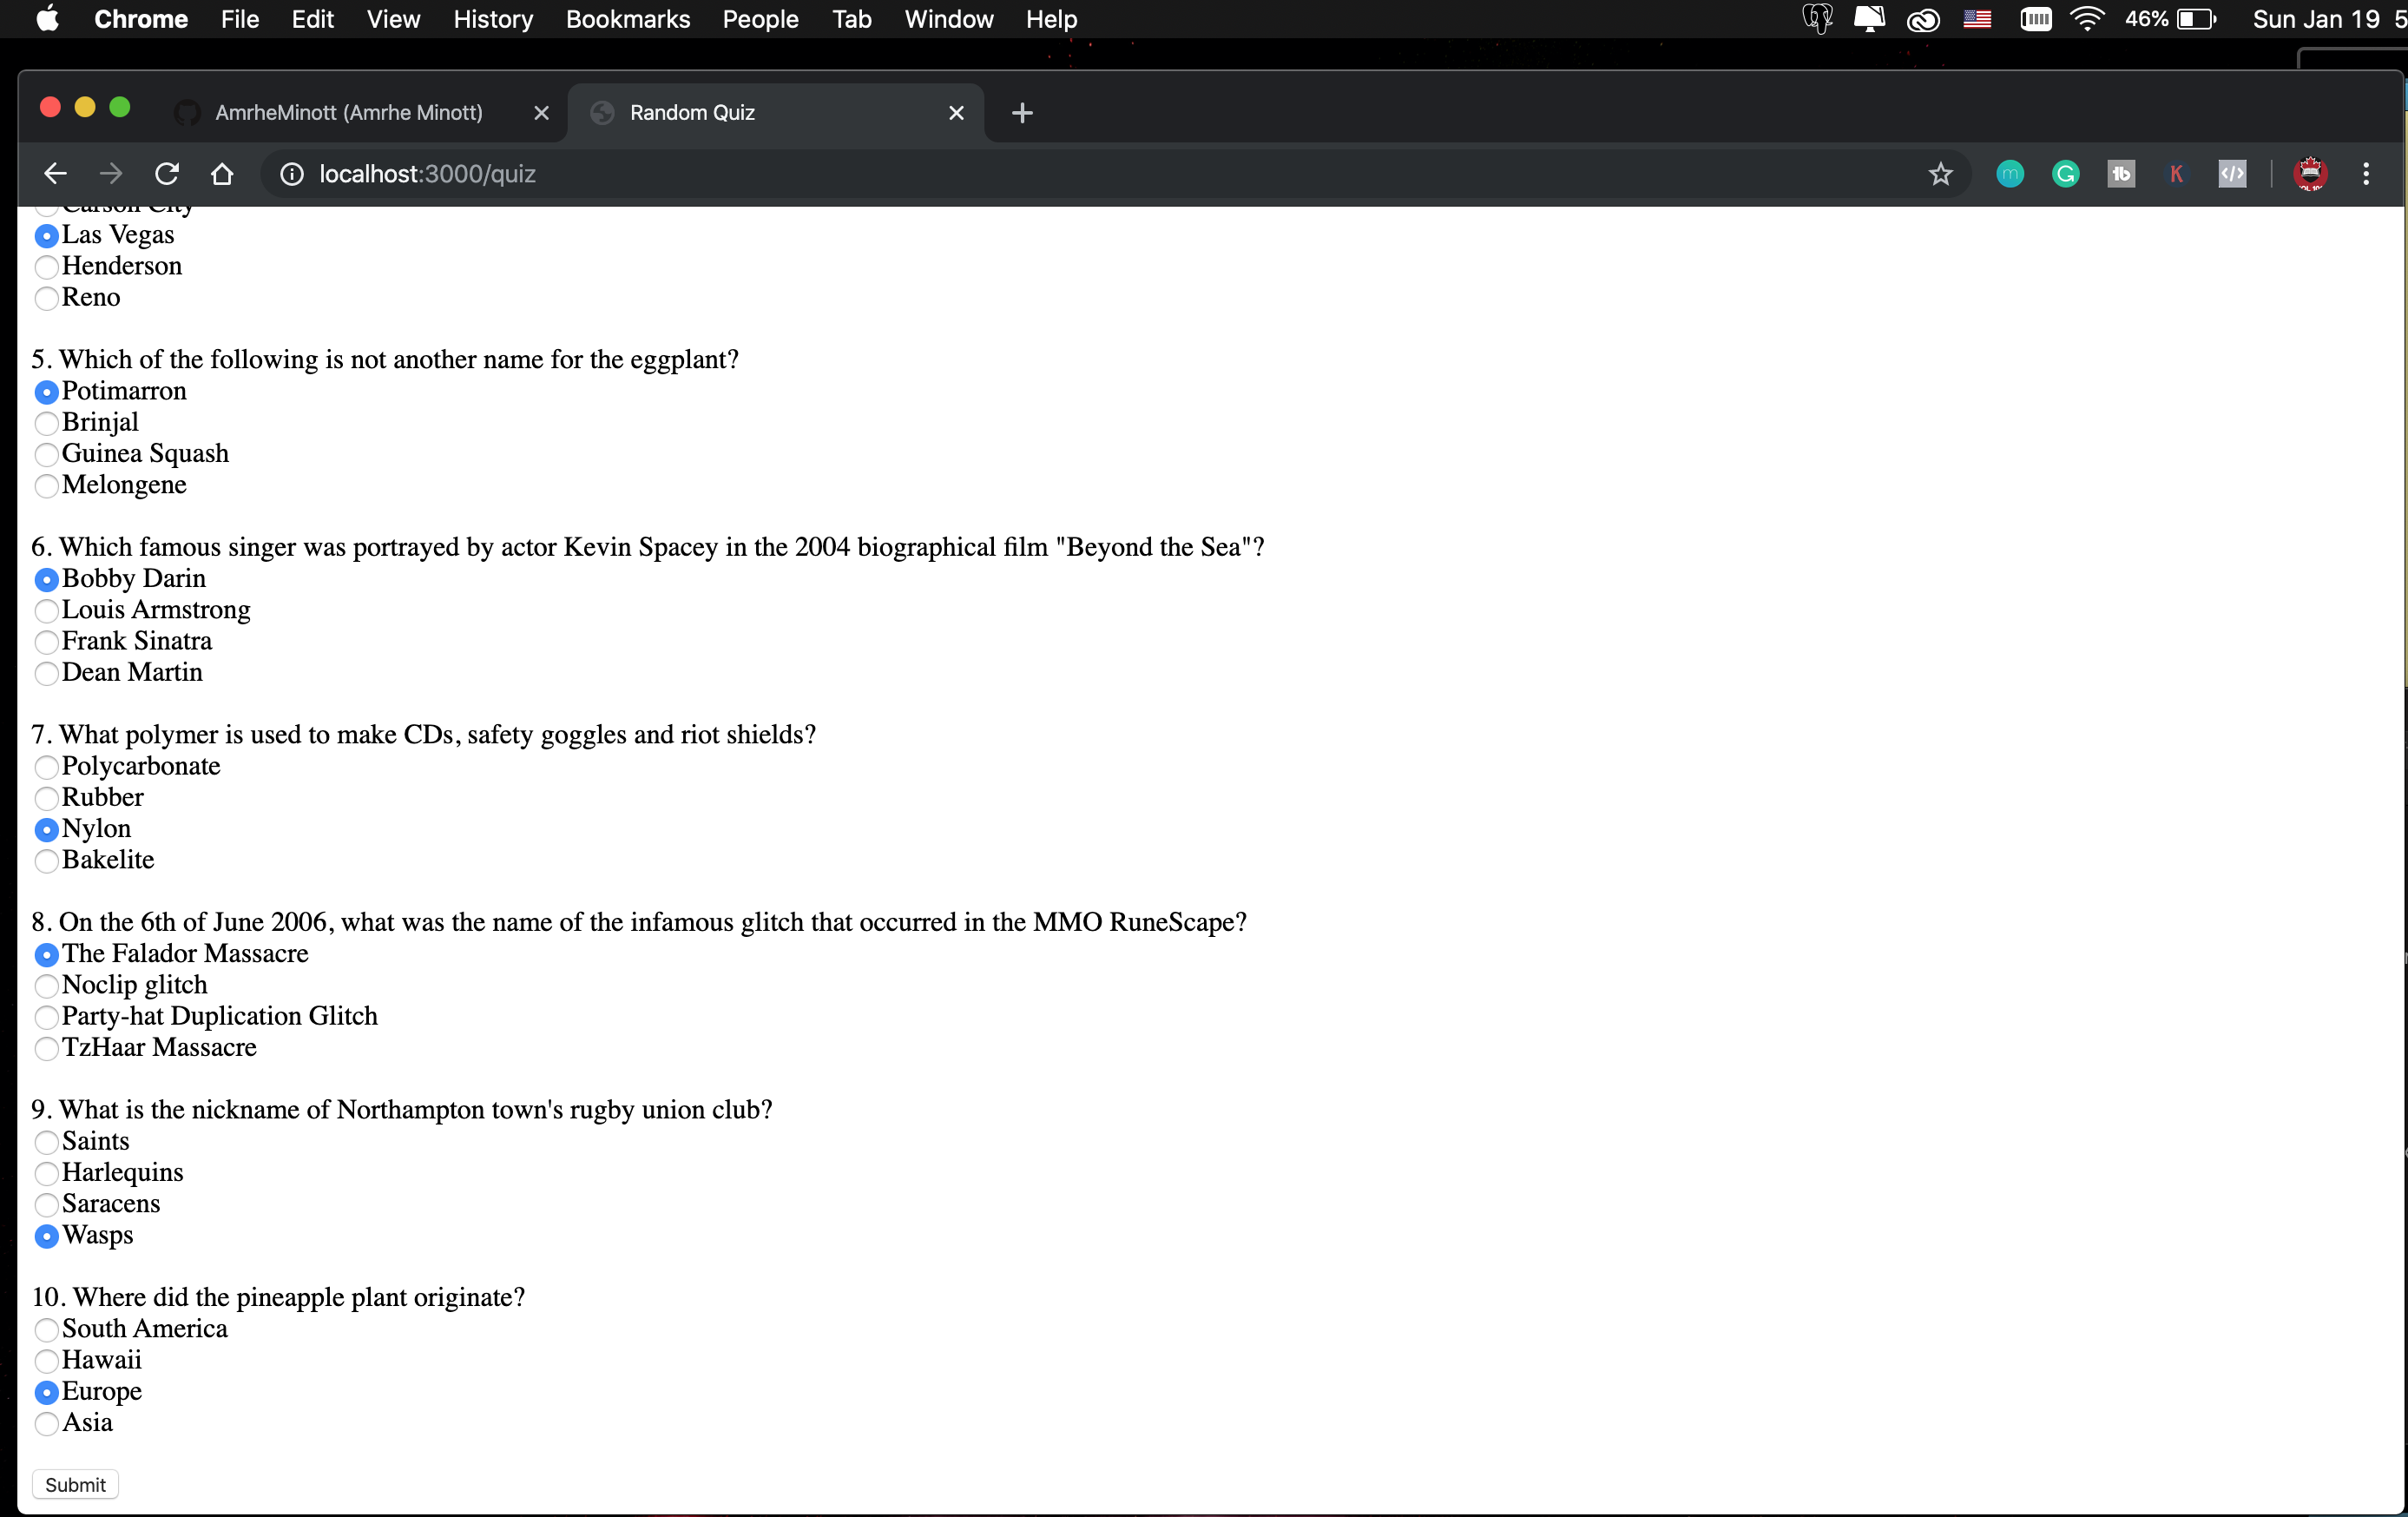 Chrome File Edit View History Bookmarks People Tab Window Help 46% Sun Jan 19 5
AmrheMinott (Amrhe Minott) Random Quiz
localhost:3000/quiz
Carson City
Las Vegas
Henderson
Reno
5. Which of the following is not another name for the eggplant?
Potimarron
Brinjal
Guinea Squash
Melongene
6. Which famous singer was portrayed by actor Kevin Spacey in the 2004 biographical film "Beyond the Sea"?
Bobby Darin
Louis Armstrong
Frank Sinatra
Dean Martin
7. What polymer is used to make CDs, safety goggles and riot shields?
Polycarbonate
Rubber
Nylon
Bakelite
8. On the 6th of June 2006, what was the name of the infamous glitch that occurred in the MMO RuneScape?
The Falador Massacre
Noclip glitch
Party-hat Duplication Glitch
TzHaar Massacre
9. What is the nickname of Northampton town's rugby union club?
Saints
Harlequins
Saracens
Wasps
10. Where did the pineapple plant originate?
South America
Hawaii
Europe
Asia
Submit